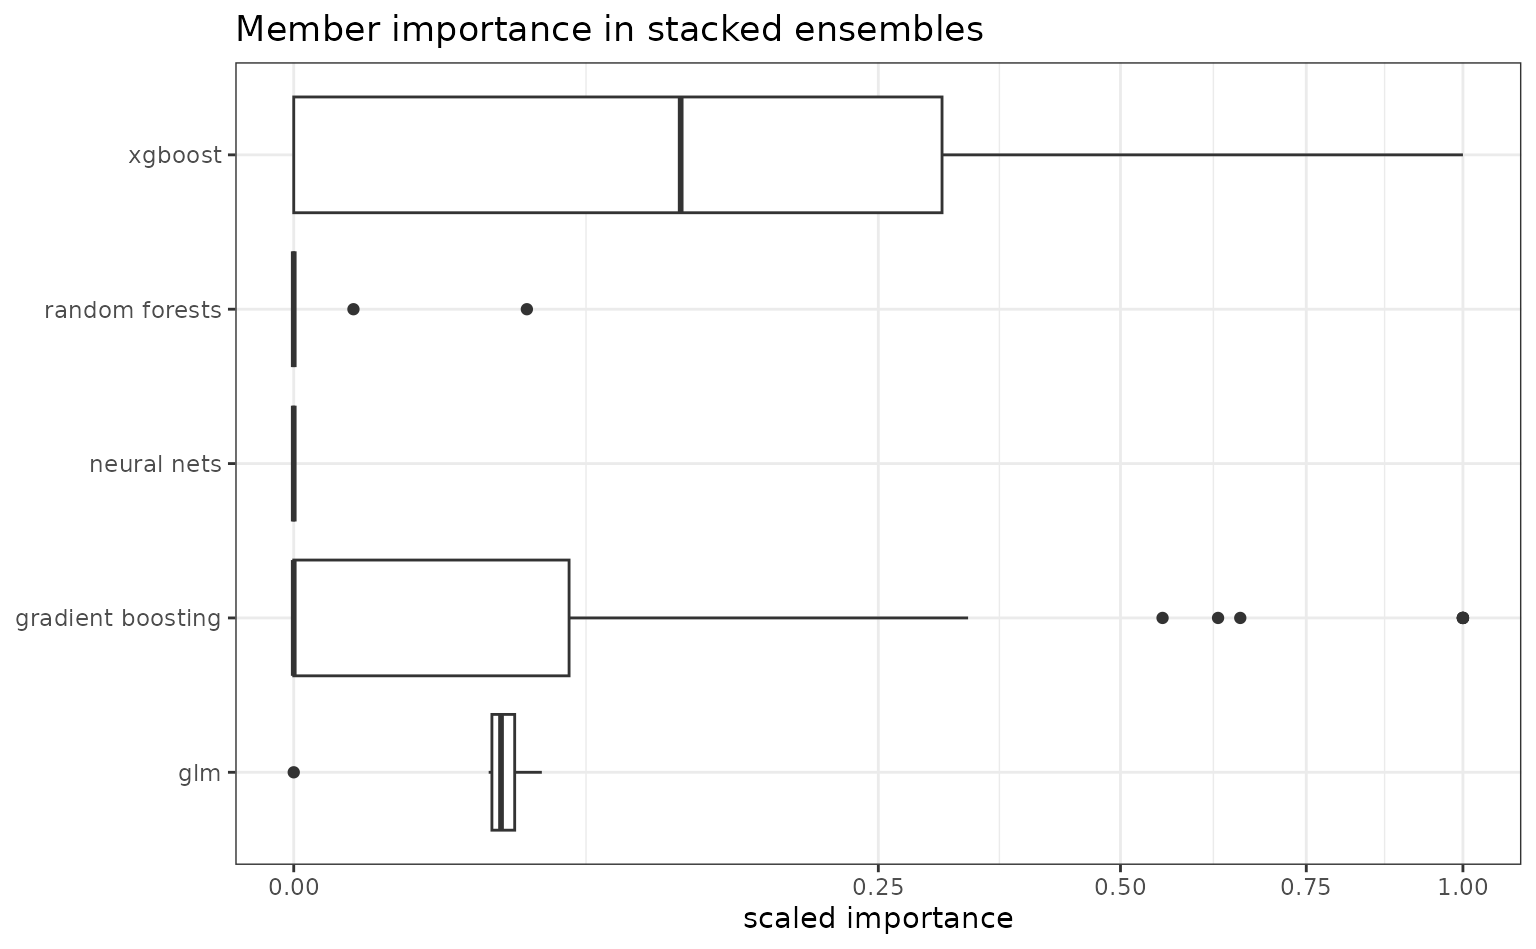 Member importance in stacked ensembles
xgboost
random forests
neural nets
gradient boosting
glm
0.00 0.25 0.50 0.75 1.00
scaled importance